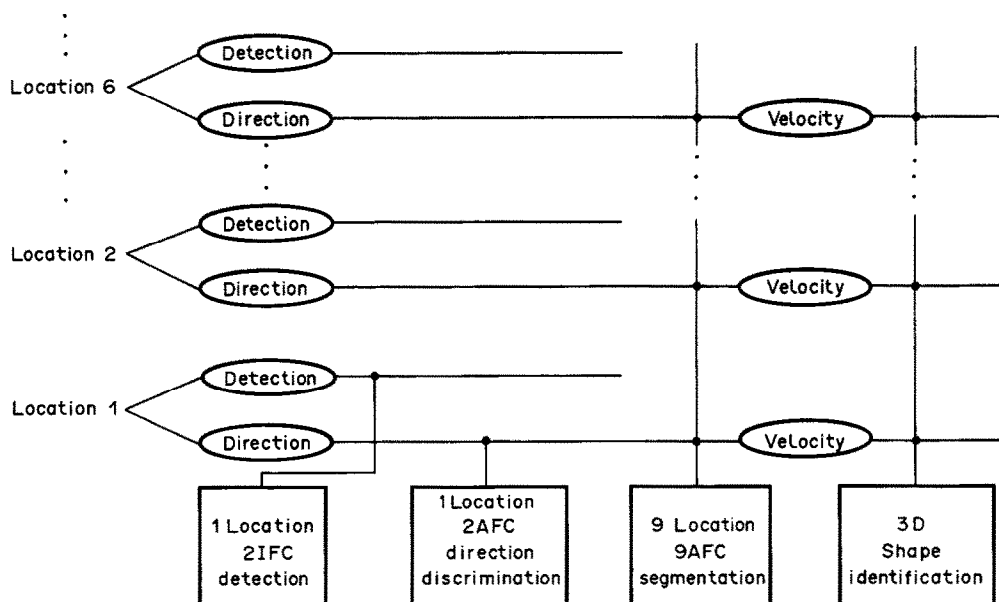 Detection
Location 6
Direction
Velocity
Detection
Location 2
Direction
Velocity
Detection
Location 1
Direction
Velocity
1 Location
2IFC
detection
1 Location
2AFC
direction
discrimination
9 Location
9AFC
segmentation
3D
Shape
identification